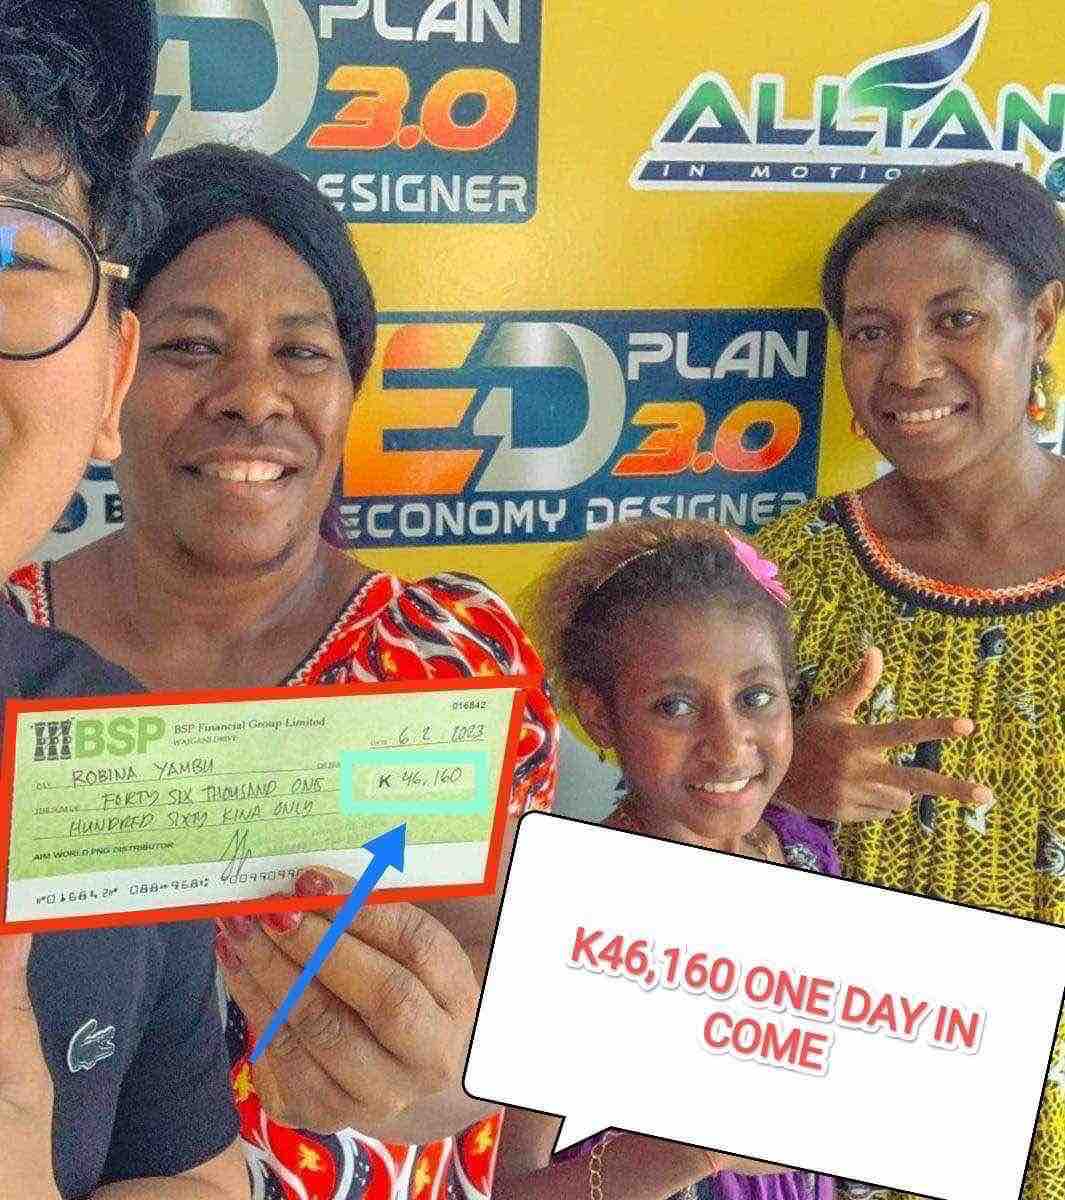 PLAN
3.0
ESIGNER
ALLTAN
IN MOTIO
ED PLAN
3.0
ECONOMY DESIGNER
016842
BSP BSP Financial Group Limited
WAIGANI DRIVE
6. 2 2023
ROBINA YAMBU
K 46,160
FORTY SIX THOUSAND ONE
HUNDRED SIXTY KINA ONLY
AIM WORLD PNG DISTRIBUTOR
K46,160 ONE DAY IN
COME